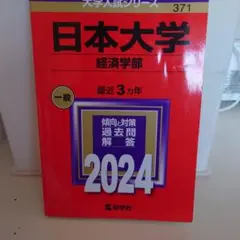 大学入試シリーズ
371
日本大学
経済学部
最近3ヵ年
一般
傾向と対策
過去問
解答
2024
教学社